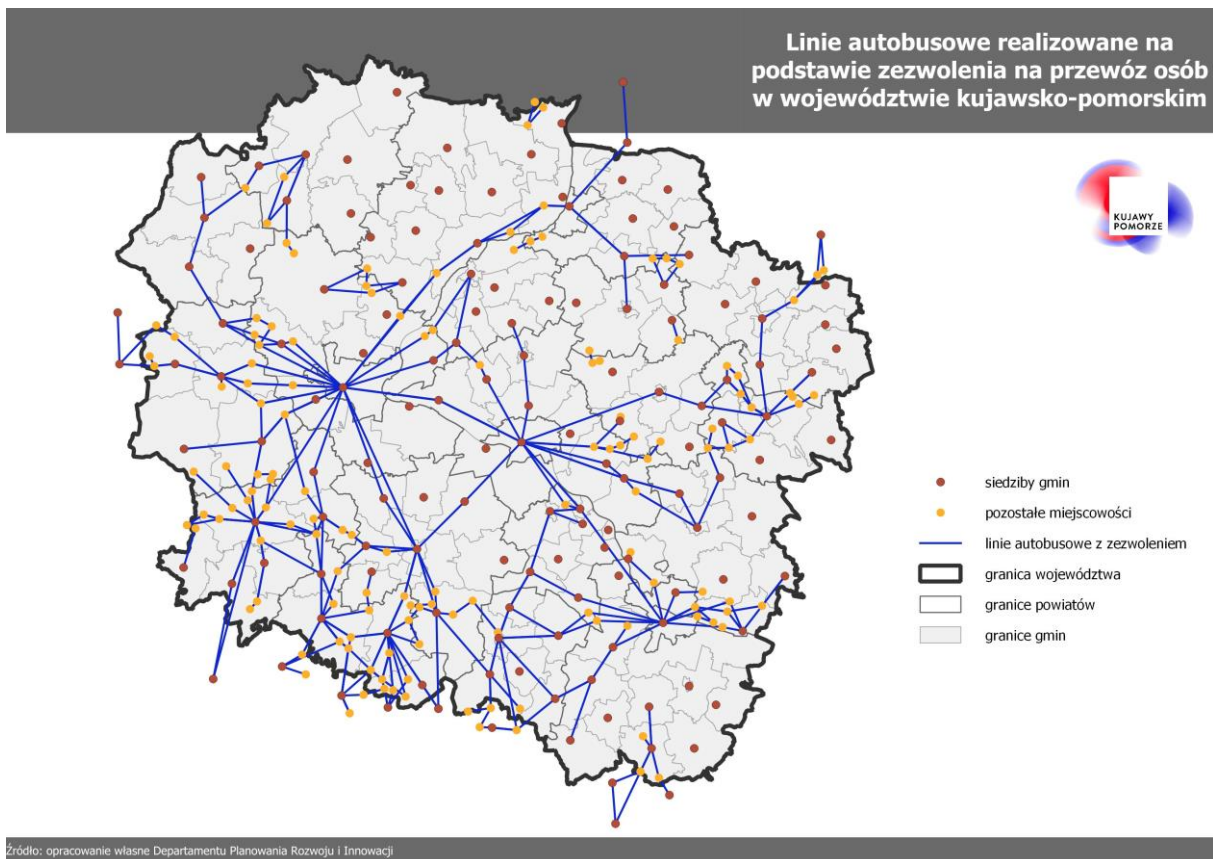 Linie autobusowe realizowane na
podstawie zezwolenia na przewóz osób
w województwie kujawsko-pomorskim
KUJAWY
POMORZE
siedziby gmin
pozostałe miejscowości
linie autobusowe z zezwoleniem
granica województwa
granice powiatów
granice gmin
Źródło: opracowanie własne Departamentu Planowania Rozwoju i Innowacji